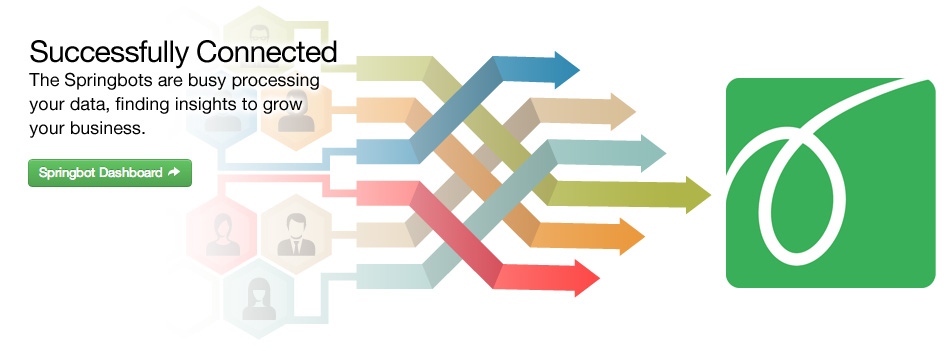 Successfully Connected
The Springbots are busy processing
your data, finding insights to grow
your business.
Springbot Dashboard